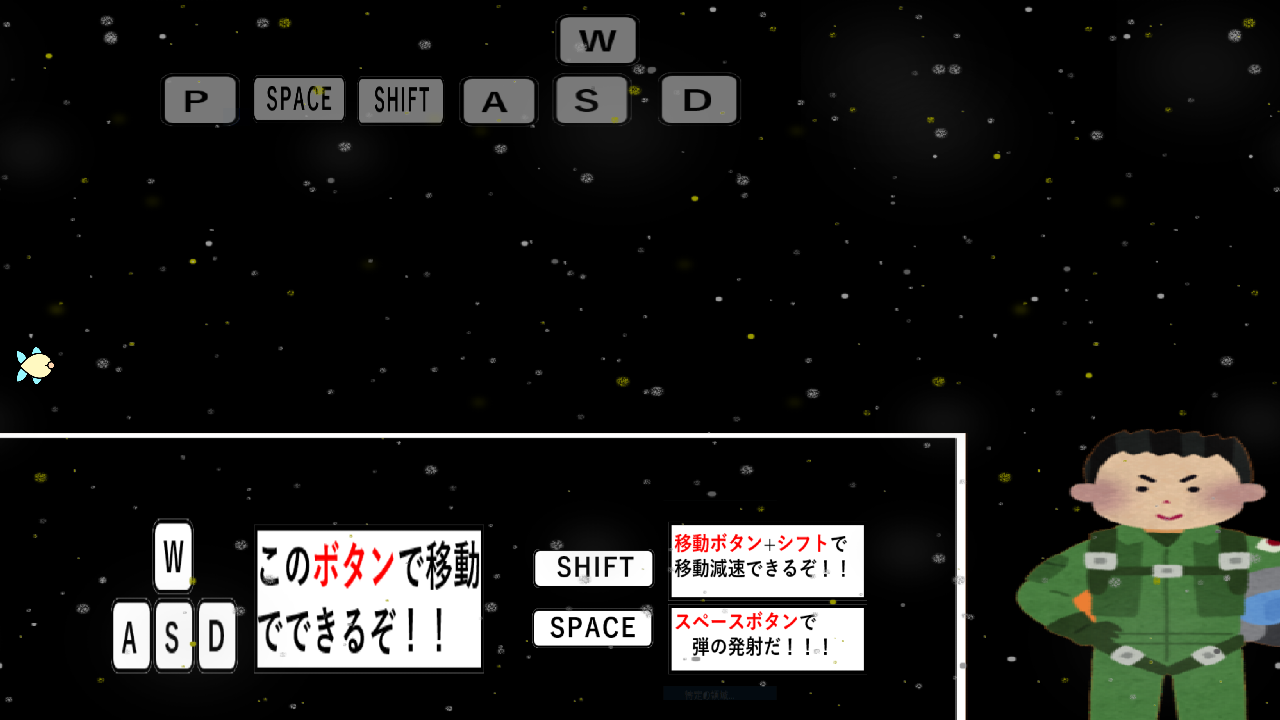 W
P SPACE SHIFT A S D
W
A S D
このボタンで移動
でできるぞ！！
SHIFT
移動ボタン+シフトで
移動減速できるぞ！！
SPACE
スペースボタンで
弾の発射だ！！！